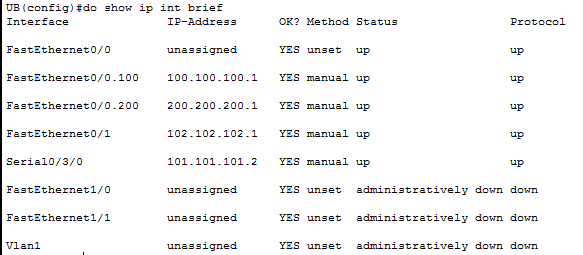 UB(config)#do show ip int brief
Interface              IP-Address      OK? Method Status                Protocol
FastEthernet0/0        unassigned      YES unset  up                    up
FastEthernet0/0.100    100.100.100.1   YES manual up                    up
FastEthernet0/0.200    200.200.200.1   YES manual up                    up
FastEthernet0/1        102.102.102.1   YES manual up                    up
Serial0/3/0            101.101.101.2   YES manual up                    up
FastEthernet1/0        unassigned      YES unset  administratively down down
FastEthernet1/1        unassigned      YES unset  administratively down down
Vlan1                  unassigned      YES unset  administratively down down